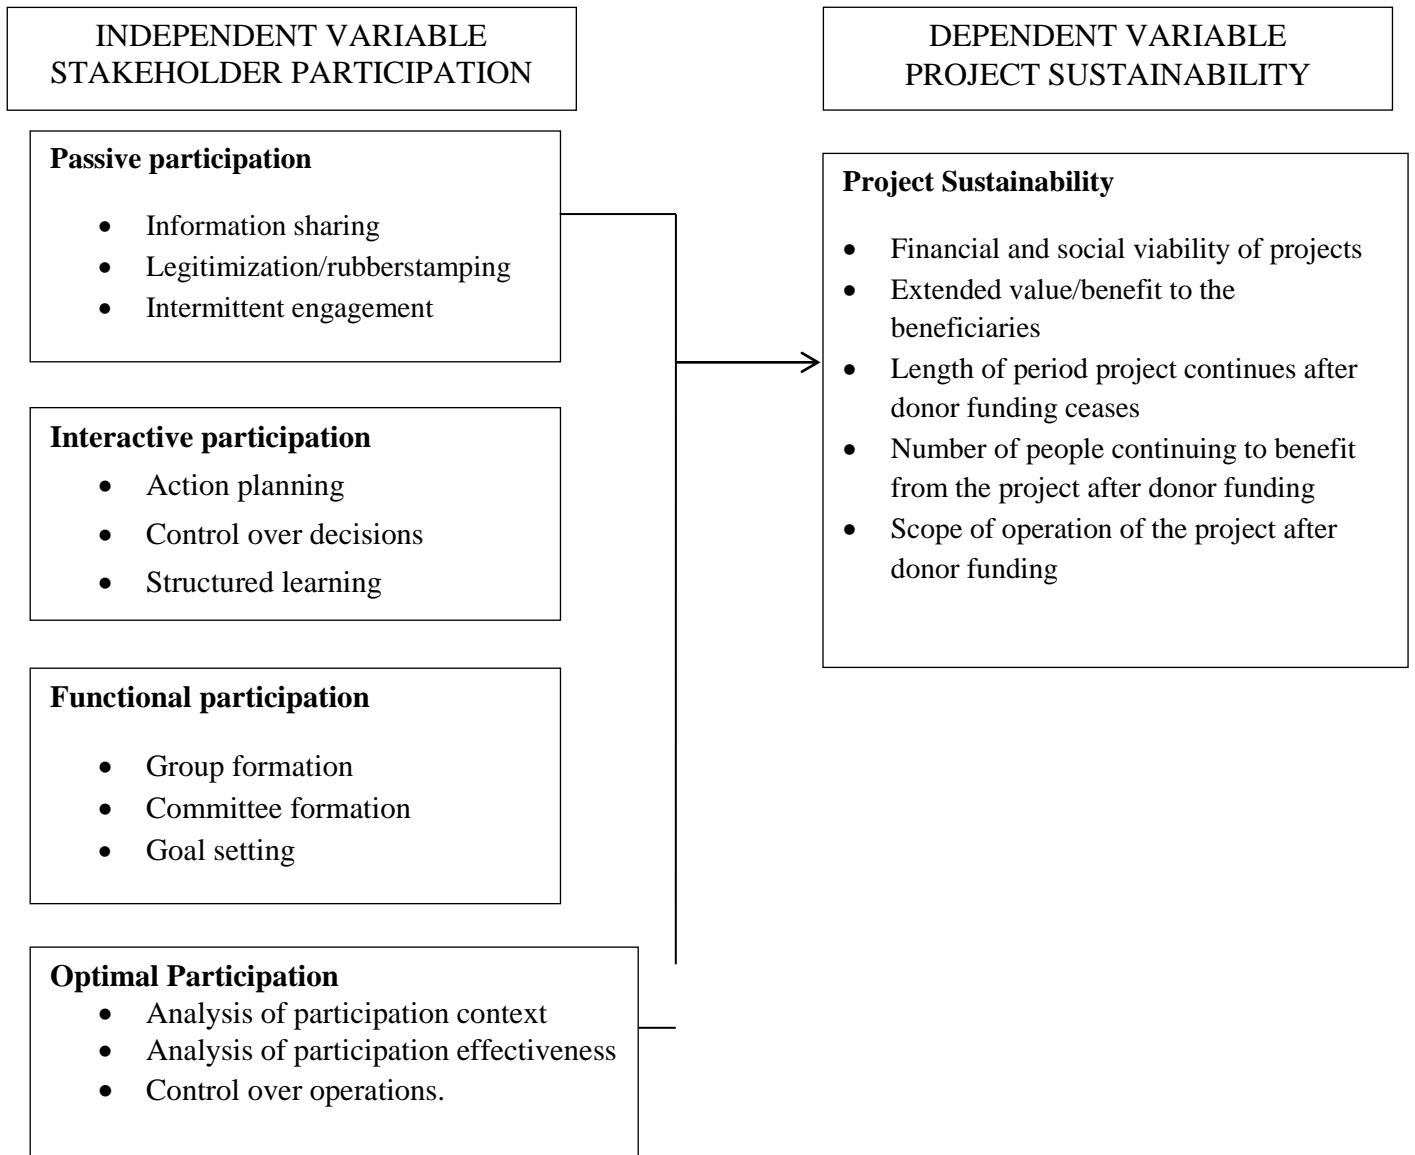 INDEPENDENT VARIABLE
STAKEHOLDER PARTICIPATION
Passive participation
• Information sharing
• Legitimization/rubberstamping
• Intermittent engagement
Interactive participation
• Action planning
• Control over decisions
• Structured learning
Functional participation
• Group formation
• Committee formation
• Goal setting
Optimal Participation
• Analysis of participation context
• Analysis of participation effectiveness
• Control over operations.
DEPENDENT VARIABLE
PROJECT SUSTAINABILITY
Project Sustainability
• Financial and social viability of projects
• Extended value/benefit to the
beneficiaries
• Length of period project continues after
donor funding ceases
• Number of people continuing to benefit
from the project after donor funding
• Scope of operation of the project after
donor funding